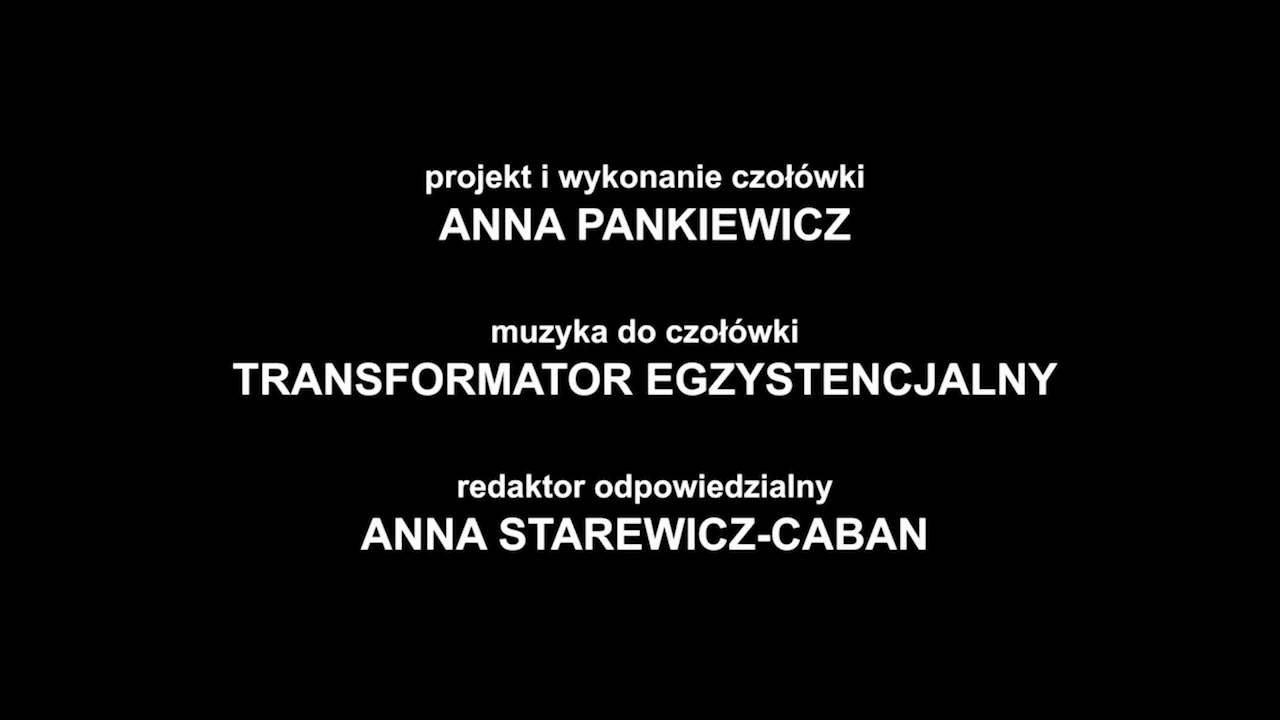 projekt i wykonanie czołówki
ANNA PANKIEWICZ
muzyka do czołówki
TRANSFORMATOR EGZYSTENCJALNY
redaktor odpowiedzialny
ANNA STAREWICZ-CABAN